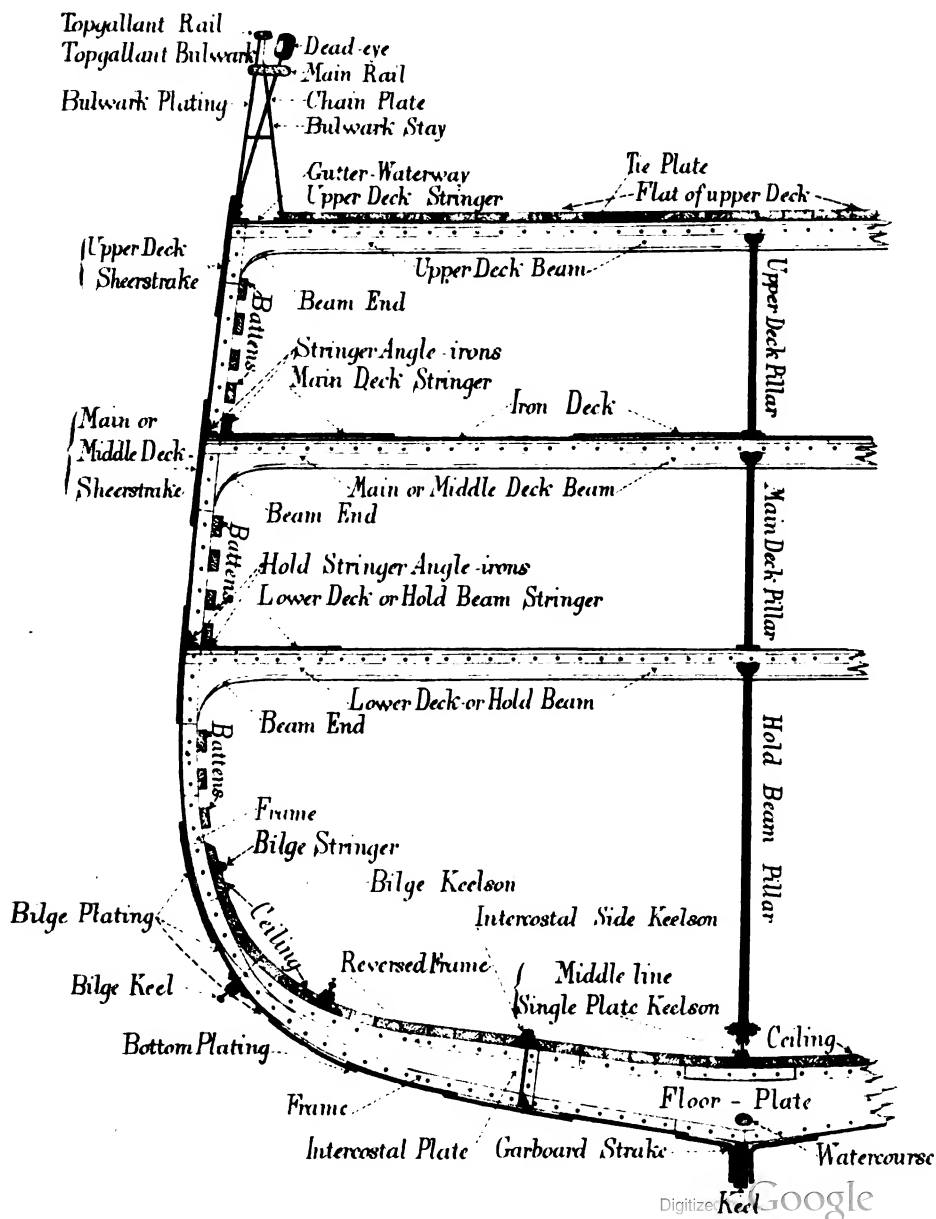 Topgallant Rail
Topgallant Bulwark
Dead-eye
Main Rail
Bulwark Plating
Chain Plate
Bulwark Stay
Gutter-Waterway
Upper Deck Stringer
Tie Plate
Flat of upper Deck
Upper Deck
Sheerstrake
Upper Deck Beam
Beam End
Battens
Upper Deck Pillar
Stringer Angle-irons
Main Deck Stringer
Iron Deck
Main or
Middle Deck
Sheerstrake
Main or Middle Deck Beam
Beam End
Battens
Main Deck Pillar
Hold Stringer Angle-irons
Lower Deck or Hold Beam Stringer
Lower Deck or Hold Beam
Beam End
Battens
Hold Beam Pillar
Frame
Bilge Stringer
Bilge Keelson
Intercostal Side Keelson
Bilge Plating
Ceiling
Reversed Frame
Middle line
Single Plate Keelson
Bilge Keel
Ceiling
Bottom Plating
Frame
Floor-Plate
Intercostal Plate
Garboard Strake
Watercourse
Keel
Digitized
Google